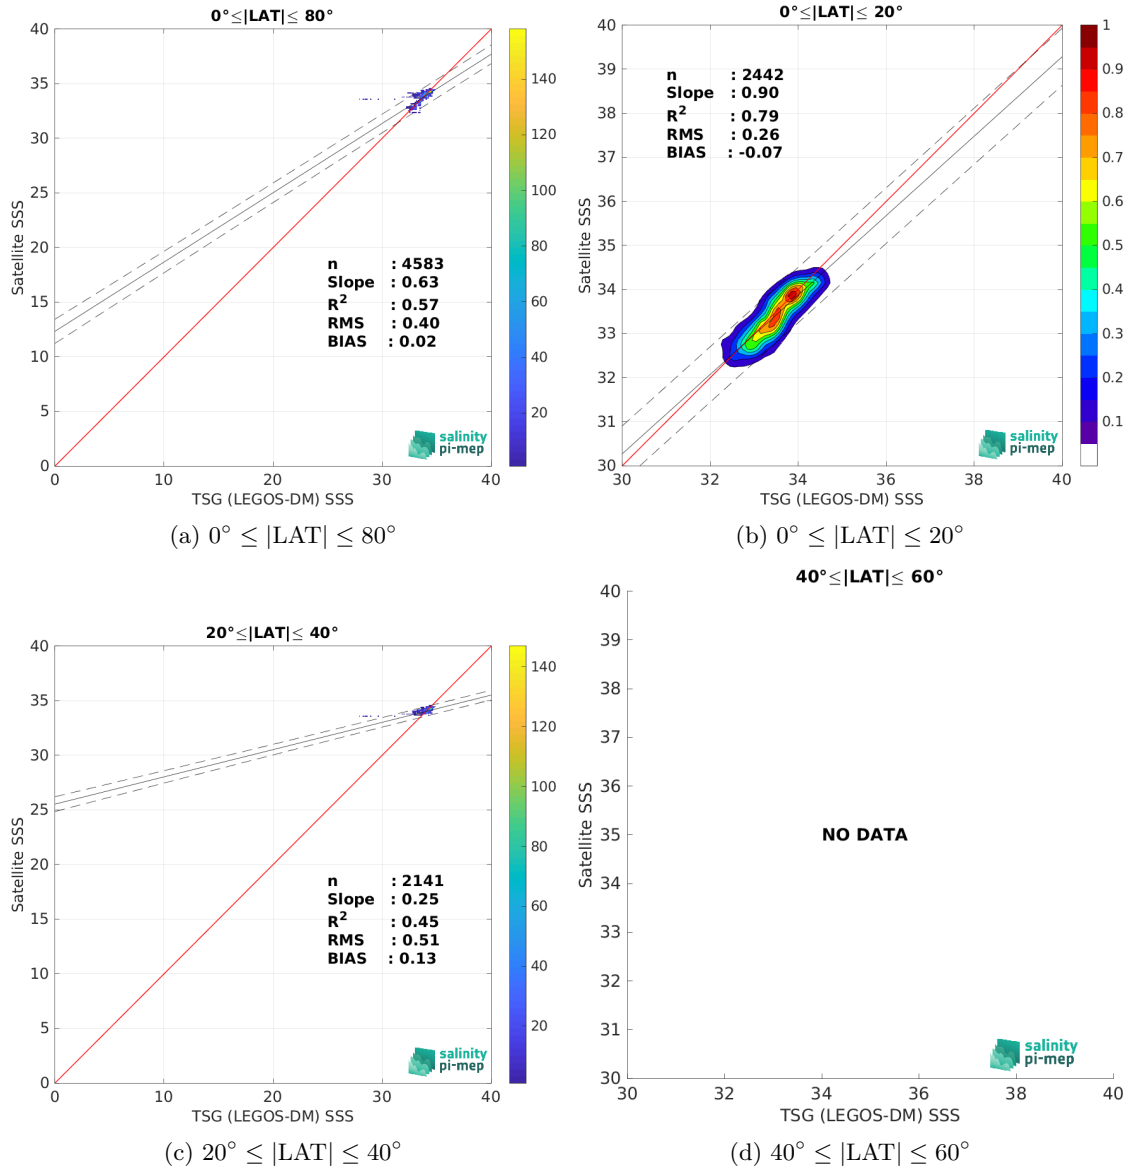 0°≤|LAT|≤ 80°
40
35
30
25
20
15
10
5
0
0
10
20
30
40
Satellite SSS
TSG (LEGOS-DM) SSS
n : 4583
Slope : 0.63
R2 : 0.57
RMS : 0.40
BIAS : 0.02
140
120
100
80
60
40
20
salinity
pi-mep
(a) 0° ≤ |LAT| ≤ 80°
0°≤|LAT|≤ 20°
40
39
38
37
36
35
34
33
32
31
30
30
32
34
36
38
40
Satellite SSS
TSG (LEGOS-DM) SSS
n : 2442
Slope : 0.90
R2 : 0.79
RMS : 0.26
BIAS : -0.07
1
0.9
0.8
0.7
0.6
0.5
0.4
0.3
0.2
0.1
salinity
pi-mep
(b) 0° ≤ |LAT| ≤ 20°
20°≤|LAT|≤ 40°
40
35
30
25
20
15
10
5
0
0
10
20
30
40
Satellite SSS
TSG (LEGOS-DM) SSS
n : 2141
Slope : 0.25
R2 : 0.45
RMS : 0.51
BIAS : 0.13
140
120
100
80
60
40
20
salinity
pi-mep
(c) 20° ≤ |LAT| ≤ 40°
40°≤|LAT|≤ 60°
40
39
38
37
36
35
34
33
32
31
30
30
32
34
36
38
40
Satellite SSS
TSG (LEGOS-DM) SSS
NO DATA
salinity
pi-mep
(d) 40° ≤ |LAT| ≤ 60°